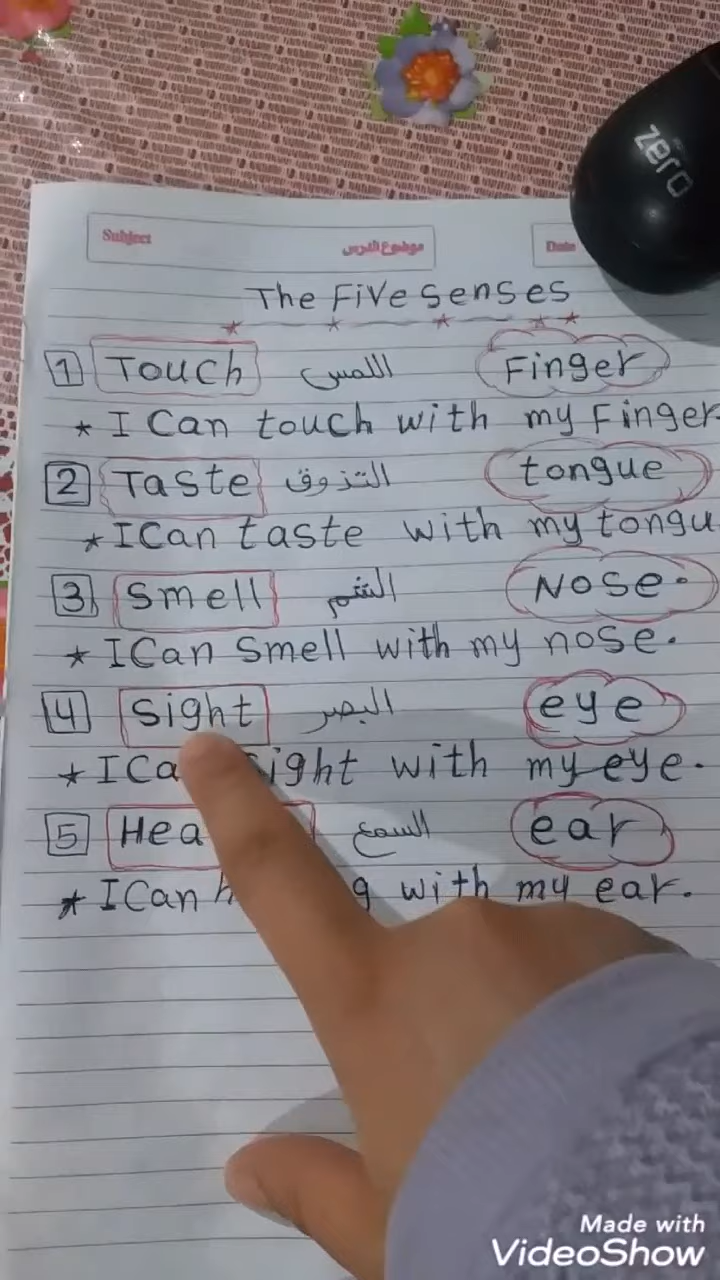 zero
Subject موضوع الدرس Date
The Five Senses
1 Touch اللمس Finger
* I Can touch with my Finger
2 Taste التزوق tongue
* I Can taste with my tongu
3 Smell الشم Nose.
* I Can Smell with my nose.
4 Sight البصر eye
* I Ca ight with my eye.
5 Hea السمع ear
* I Can h g with my ear.
Made with
VideoShow